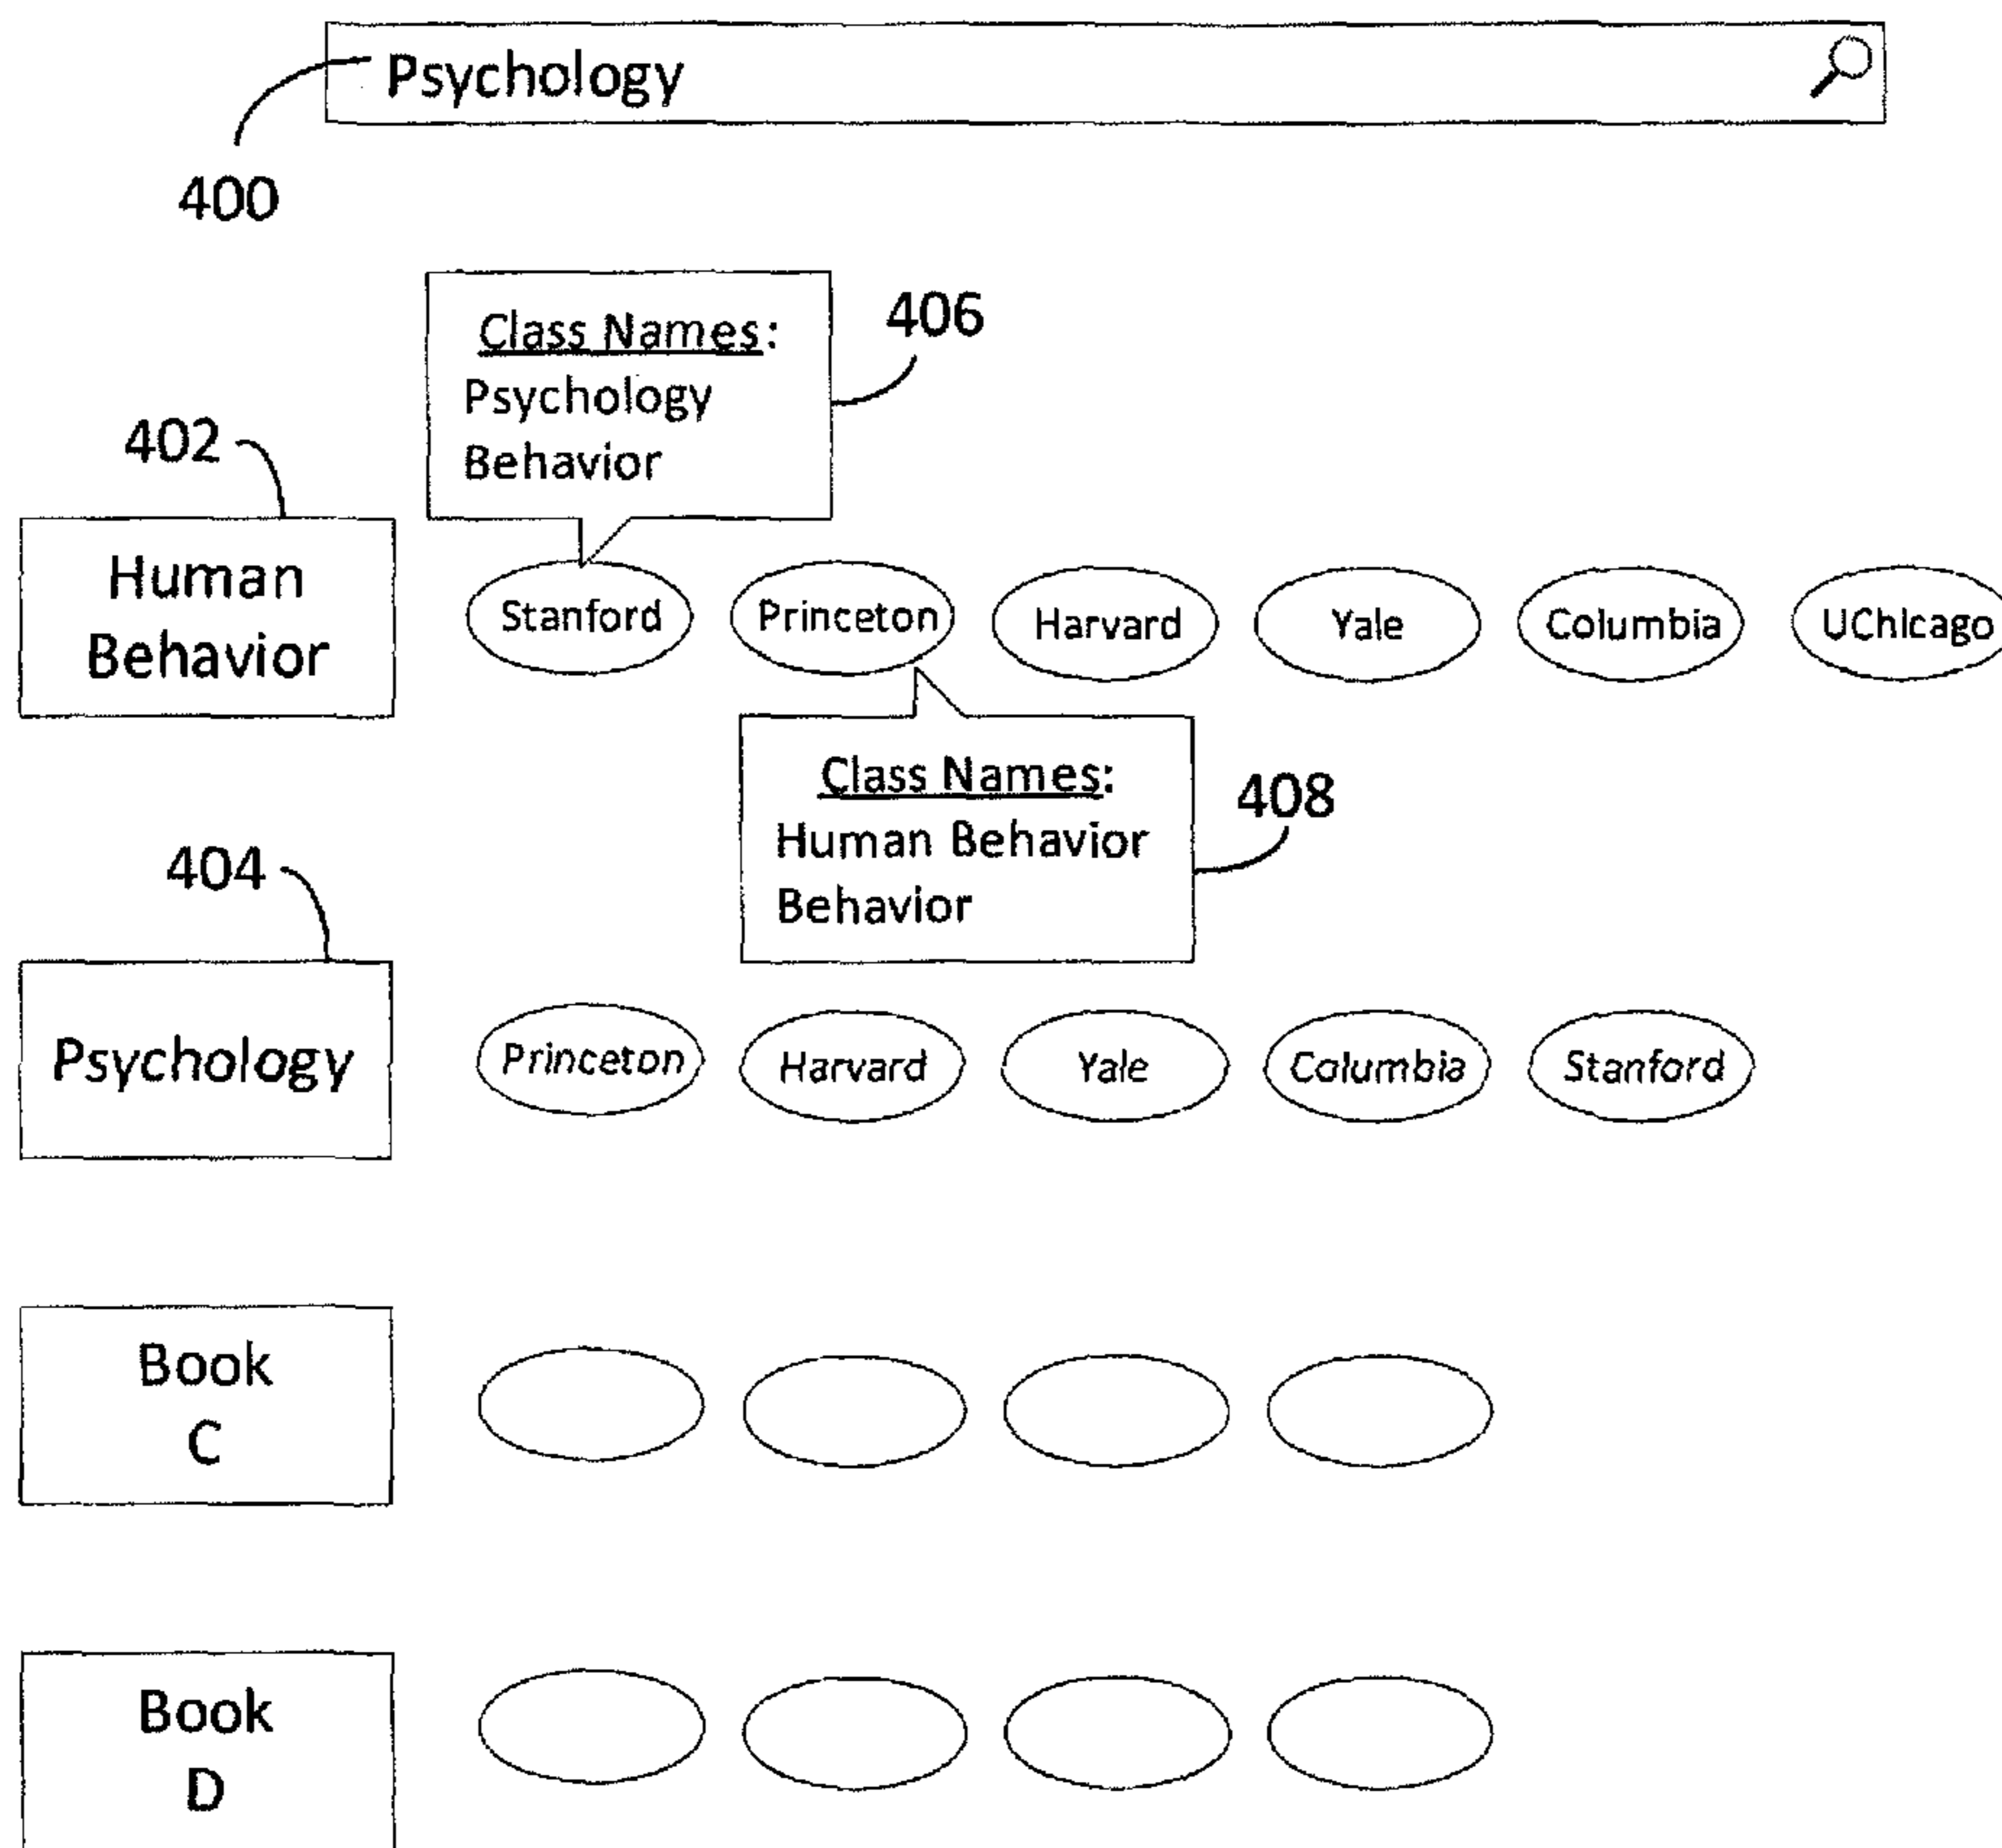 Psychology
400
Class Names:
Psychology
Behavior
406
402
Human
Behavior
Stanford
Princeton
Harvard
Yale
Columbia
UChicago
Class Names:
Human Behavior
Behavior
408
404
Psychology
Princeton
Harvard
Yale
Columbia
Stanford
Book
C
Book
D